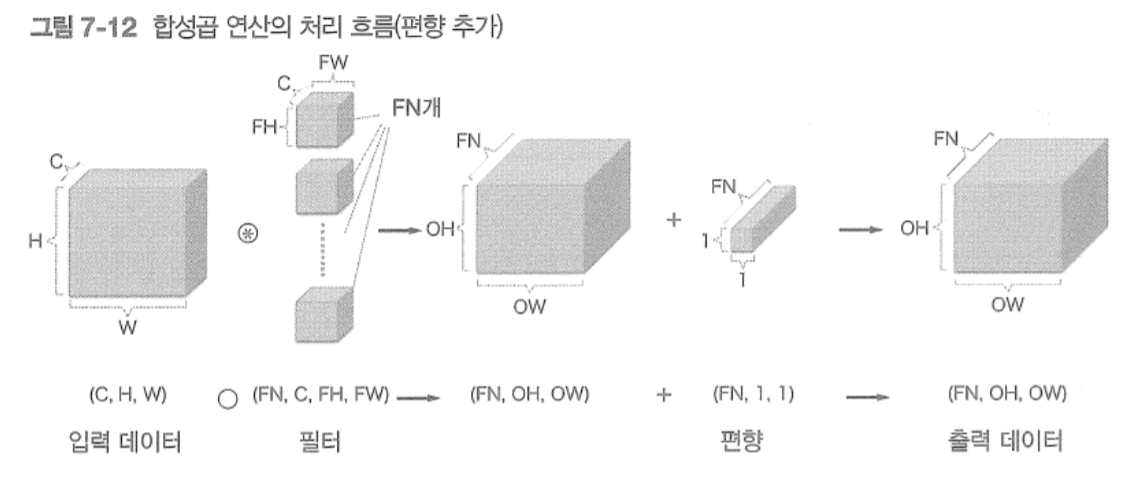 그림 7-12 합성곱 연산의 처리 흐름(편향 추가)
FW
C
FH
FN개
C
H
W
FN
OH
OW
+
FN
1
1
FN
OH
OW
(C, H, W) ○ (FN, C, FH, FW) → (FN, OH, OW) + (FN, 1, 1) → (FN, OH, OW)
입력 데이터 필터 편향 출력 데이터